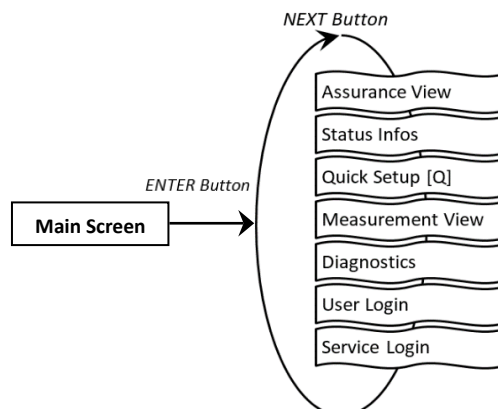 NEXT Button
Assurance View
Status Infos
Quick Setup [Q]
ENTER Button
Measurement View
Main Screen
Diagnostics
User Login
Service Login